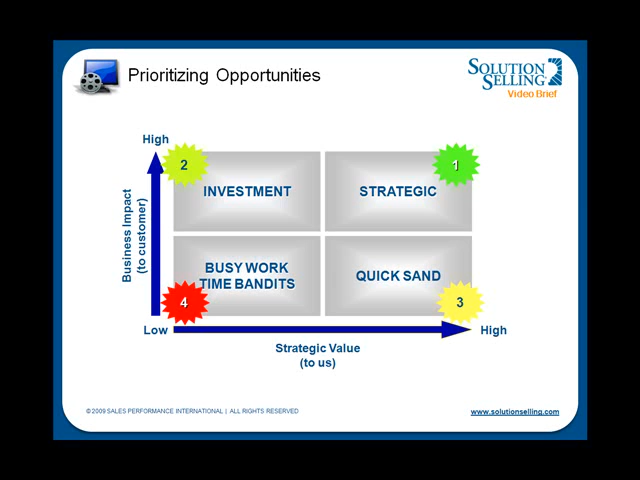 Prioritizing Opportunities
SOLUTION
SELLING
Video Brief
High
2
1
INVESTMENT
STRATEGIC
Business Impact
(to customer)
BUSY WORK
TIME BANDITS
QUICK SAND
4
3
Low
High
Strategic Value
(to us)
© 2009 SALES PERFORMANCE INTERNATIONAL | ALL RIGHTS RESERVED
www.solutionselling.com